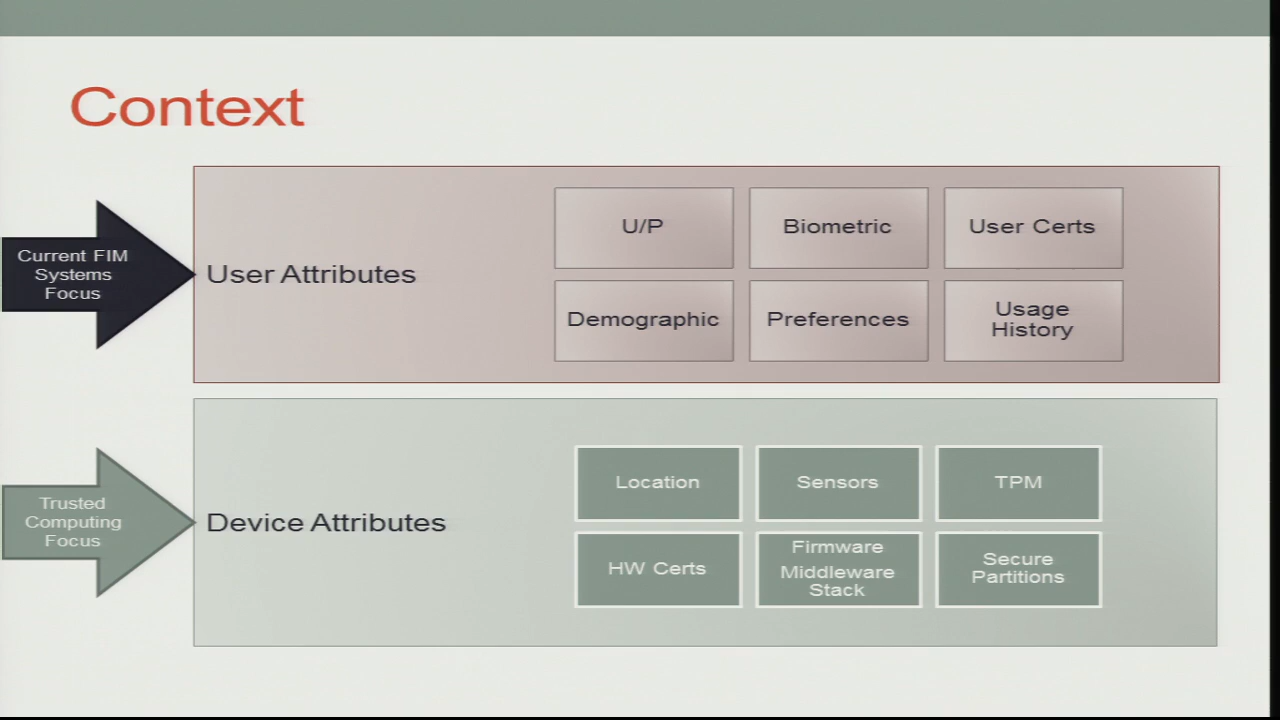 Context
Current FIM
Systems
Focus
User Attributes
U/P
Biometric
User Certs
Demographic
Preferences
Usage
History
Trusted
Computing
Focus
Device Attributes
Location
Sensors
TPM
HW Certs
Firmware
Middleware
Stack
Secure
Partitions